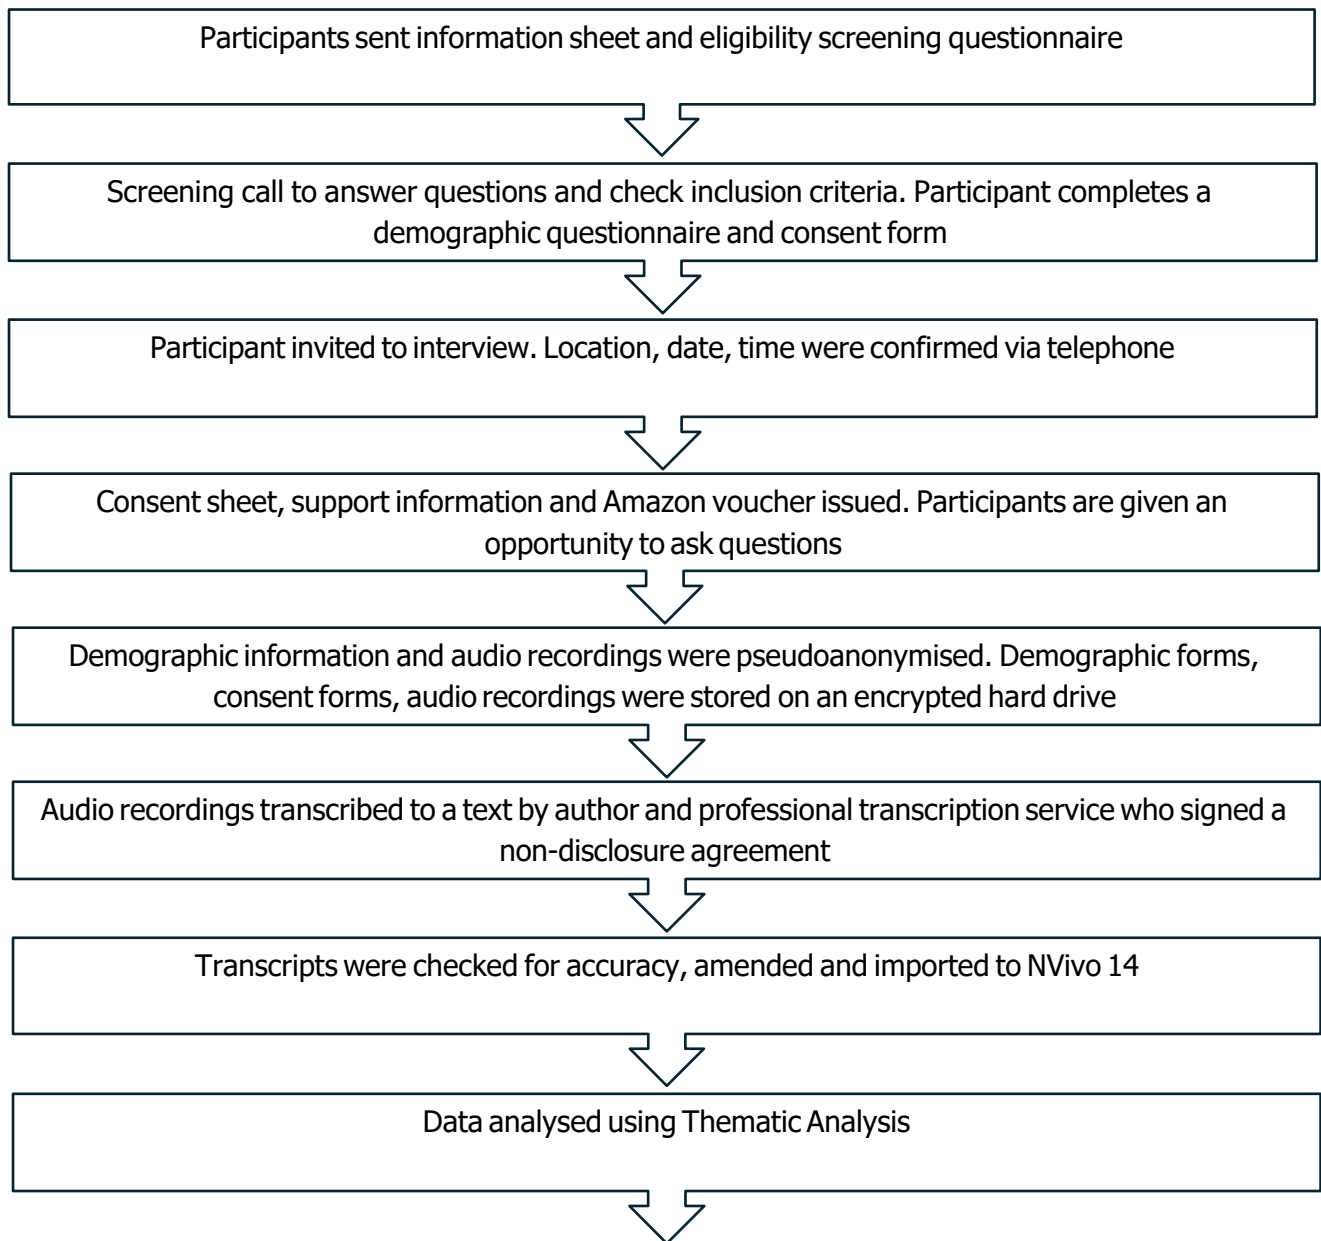 Participants sent information sheet and eligibility screening questionnaire
Screening call to answer questions and check inclusion criteria. Participant completes a
demographic questionnaire and consent form
Participant invited to interview. Location, date, time were confirmed via telephone
Consent sheet, support information and Amazon voucher issued. Participants are given an
opportunity to ask questions
Demographic information and audio recordings were pseudoanonymised. Demographic forms,
consent forms, audio recordings were stored on an encrypted hard drive
Audio recordings transcribed to a text by author and professional transcription service who signed a
non-disclosure agreement
Transcripts were checked for accuracy, amended and imported to NVivo 14
Data analysed using Thematic Analysis